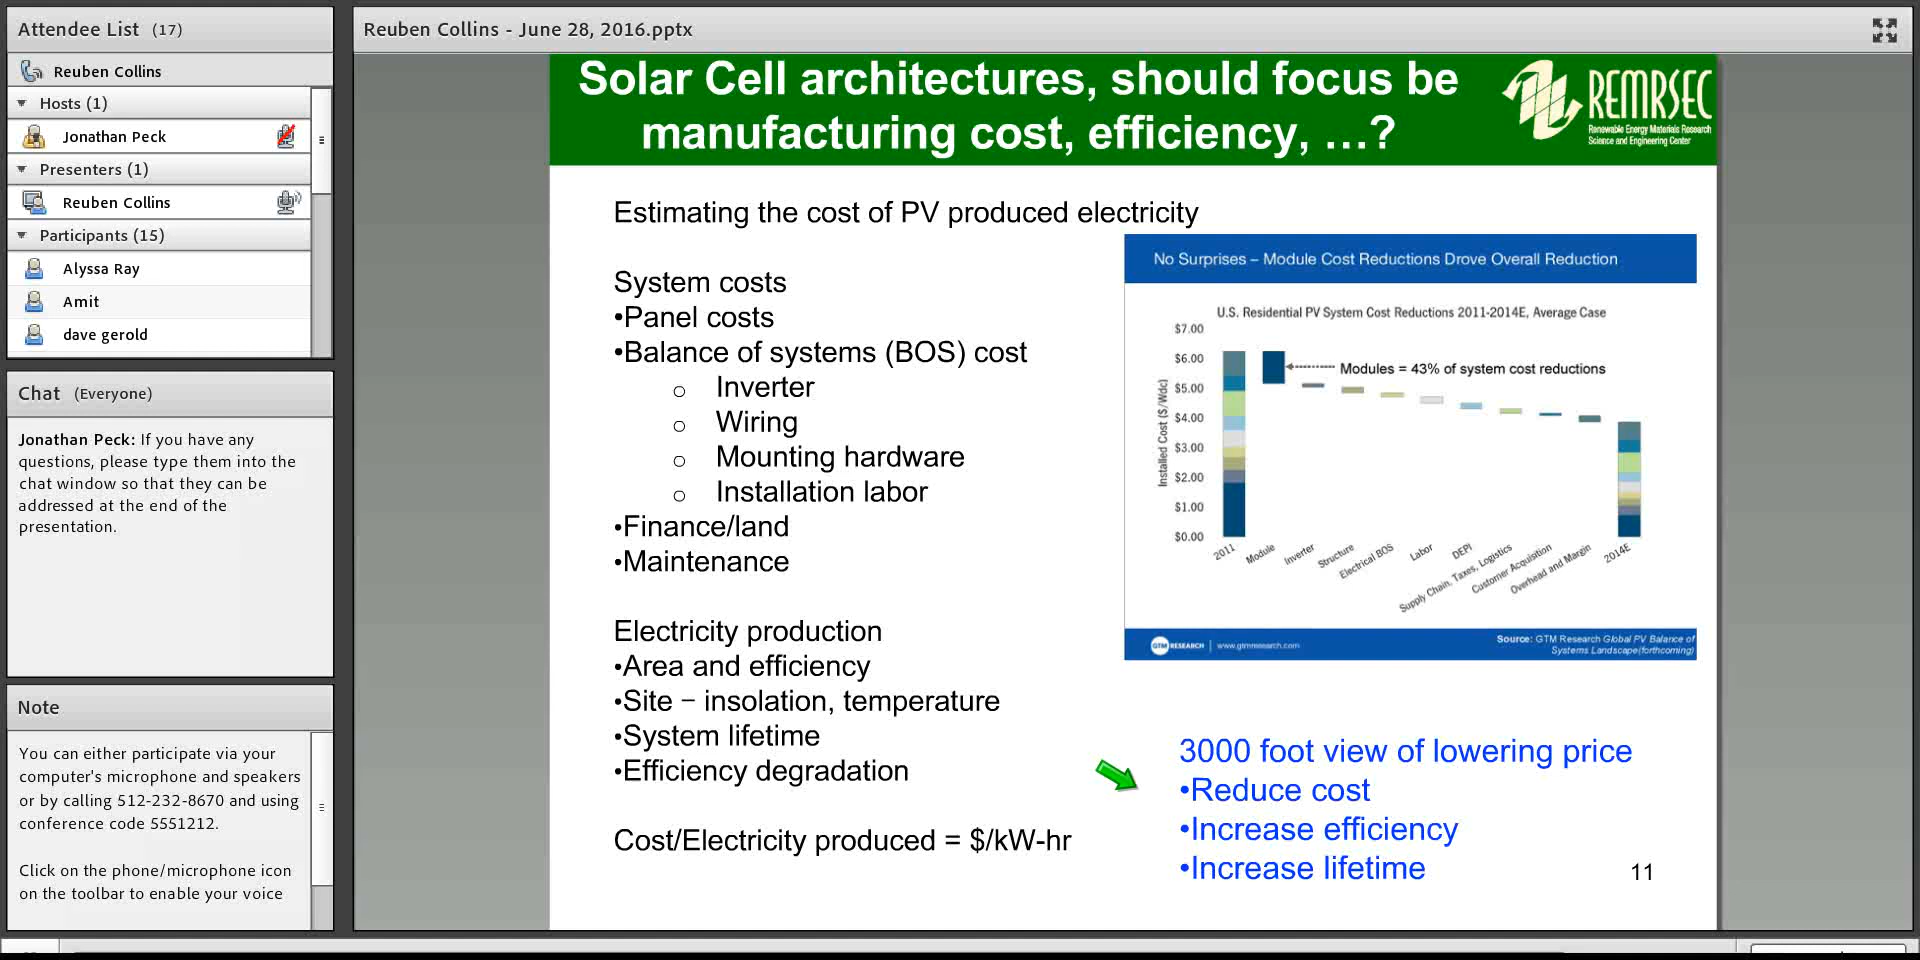 Attendee List (17)
Reuben Collins
Hosts (1)
Jonathan Peck
Presenters (1)
Reuben Collins
Participants (15)
Alyssa Ray
Amit
dave gerold
Chat (Everyone)
Jonathan Peck: If you have any
questions, please type them into the
chat window so that they can be
addressed at the end of the
presentation.
Note
You can either participate via your
computer's microphone and speakers
or by calling 512-232-8670 and using
conference code 5551212.
Click on the phone/microphone icon
on the toolbar to enable your voice
Reuben Collins - June 28, 2016.pptx
Solar Cell architectures, should focus be
manufacturing cost, efficiency, …?
REMRSEC
Renewable Energy Materials Research
Science and Engineering Center
Estimating the cost of PV produced electricity
System costs
•Panel costs
•Balance of systems (BOS) cost
o Inverter
o Wiring
o Mounting hardware
o Installation labor
•Finance/land
•Maintenance
Electricity production
•Area and efficiency
•Site – insolation, temperature
•System lifetime
•Efficiency degradation
Cost/Electricity produced = $/kW-hr
No Surprises – Module Cost Reductions Drove Overall Reduction
U.S. Residential PV System Cost Reductions 2011-2014E, Average Case
Installed Cost ($/Wdc)
$7.00
$6.00
$5.00
$4.00
$3.00
$2.00
$1.00
$0.00
Modules = 43% of system cost reductions
2011
Module
Inverter
Structure
Electrical BOS
Labor
DEPI
Supply Chain, Taxes, Logistics
Customer Acquisition
Overhead and Margin
2014E
GTM RESEARCH | www.gtmresearch.com
Source: GTM Research Global PV Balance of
Systems Landscape(forthcoming)
3000 foot view of lowering price
•Reduce cost
•Increase efficiency
•Increase lifetime
11